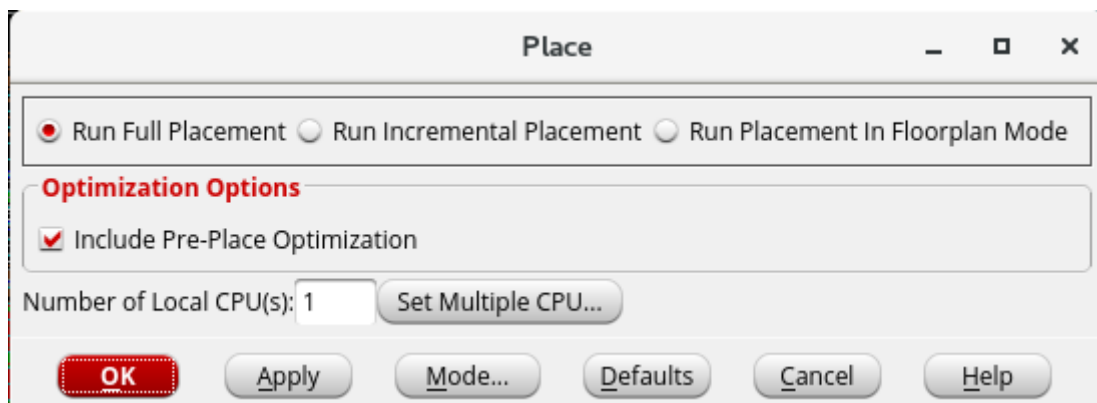 Place
Run Full Placement Run Incremental Placement Run Placement In Floorplan Mode
Optimization Options
Include Pre-Place Optimization
Number of Local CPU(s): 1 Set Multiple CPU...
OK Apply Mode... Defaults Cancel Help